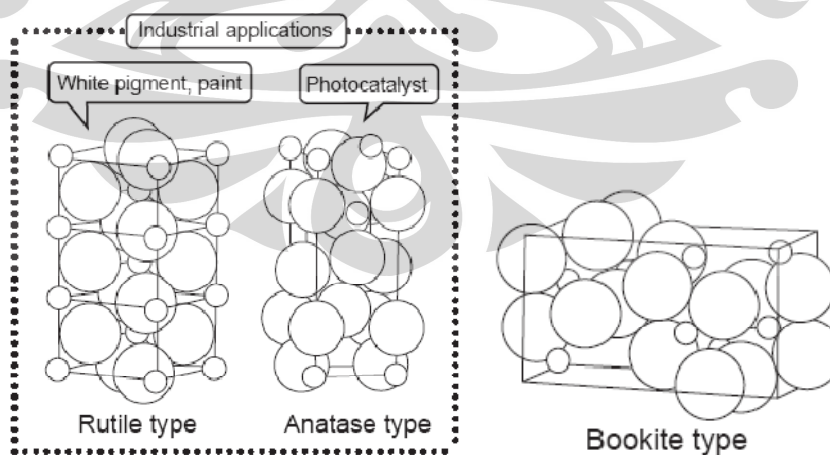 Industrial applications
White pigment, paint
Photocatalyst
Rutile type
Anatase type
Bookite type